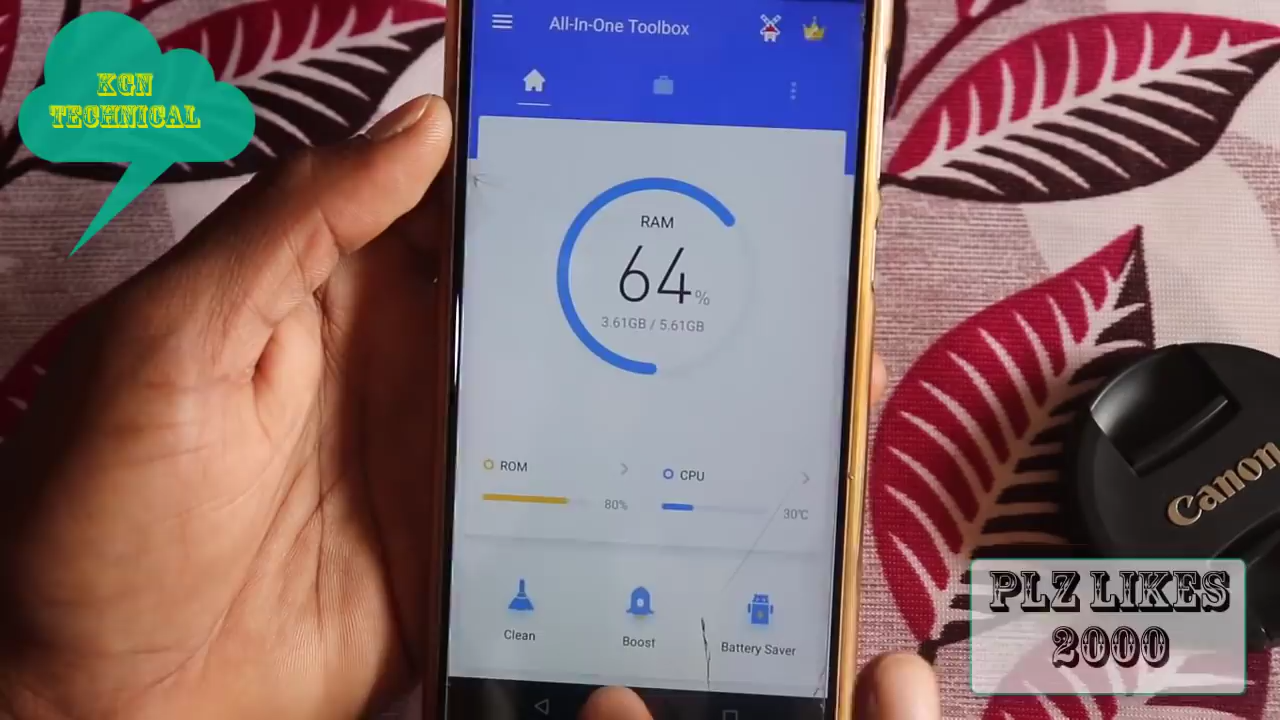 KGN
TECHNICAL
All-In-One Toolbox
RAM
64%
3.61GB / 5.61GB
ROM
80%
CPU
30℃
Clean
Boost
Battery Saver
Canon
PLZ LIKES
2000